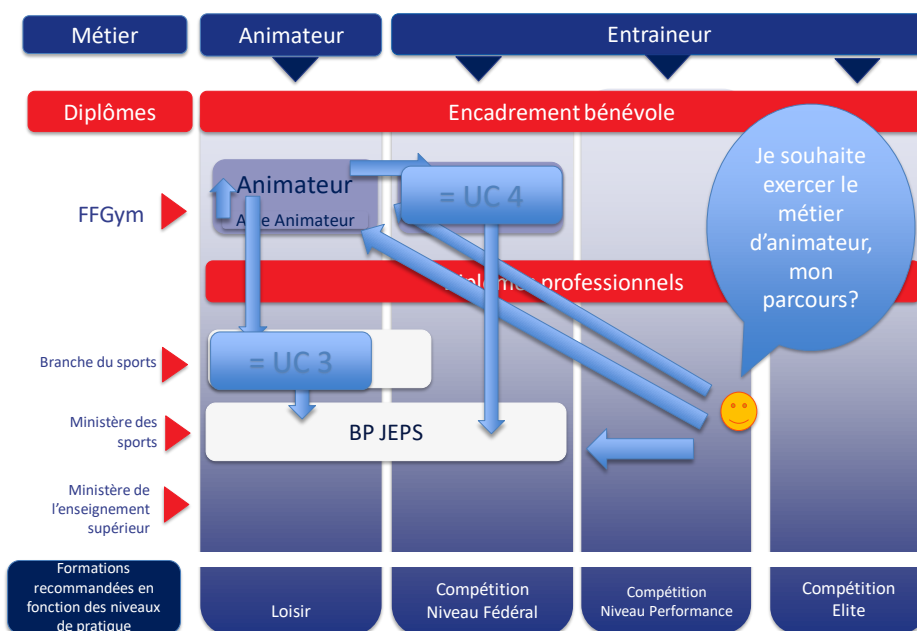 Métier
Animateur
Entraineur
Diplômes
Encadrement bénévole
Je souhaite
exercer le
métier
d'animateur,
mon
parcours?
FFGym
Animateur
Animateur
= UC 4
professionnels
Branche du sports
= UC 3
Ministère des
sports
BP JEPS
Ministère de
l'enseignement
supérieur
Formations
recommandées en
fonction des niveaux
de pratique
Loisir
Compétition
Niveau Fédéral
Compétition
Niveau Performance
Compétition
Elite